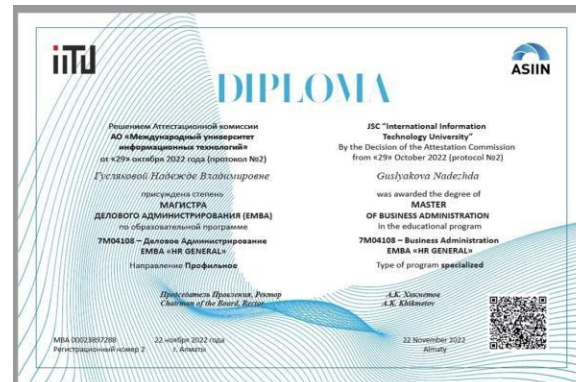 iiTU
ASIIN
DIPLOMA
Решением Аттестационной комиссии
АО «Международный университет
информационных технологий»
от «29» октября 2022 года (протокол №2)
Гусляковой Надежде Владимировне
присуждена степень
МАГИСТРА
ДЕЛОВОГО АДМИНИСТРИРОВАНИЯ (EMBA)
по образовательной программе
7M04108 – Деловое Администрирование
EMBA «HR GENERAL»
Направление Профильное
JSC "International Information
Technology University"
By the Decision of the Attestation Commission
from «29» October 2022 (protocol №2)
Guslyakova Nadezhda
was awarded the degree of
MASTER
OF BUSINESS ADMINISTRATION
In the educational program
7M04108 – Business Administration
EMBA «HR GENERAL»
Type of program specialized
Председатель Правления, Ректор
Chairman of the Board, Rector
А.К. Хикметов
A.K. Khikmetov
MBA 00023897288
Регистрационный номер 2
22 ноября 2022 года
г. Алматы
22 November 2022
Almaty